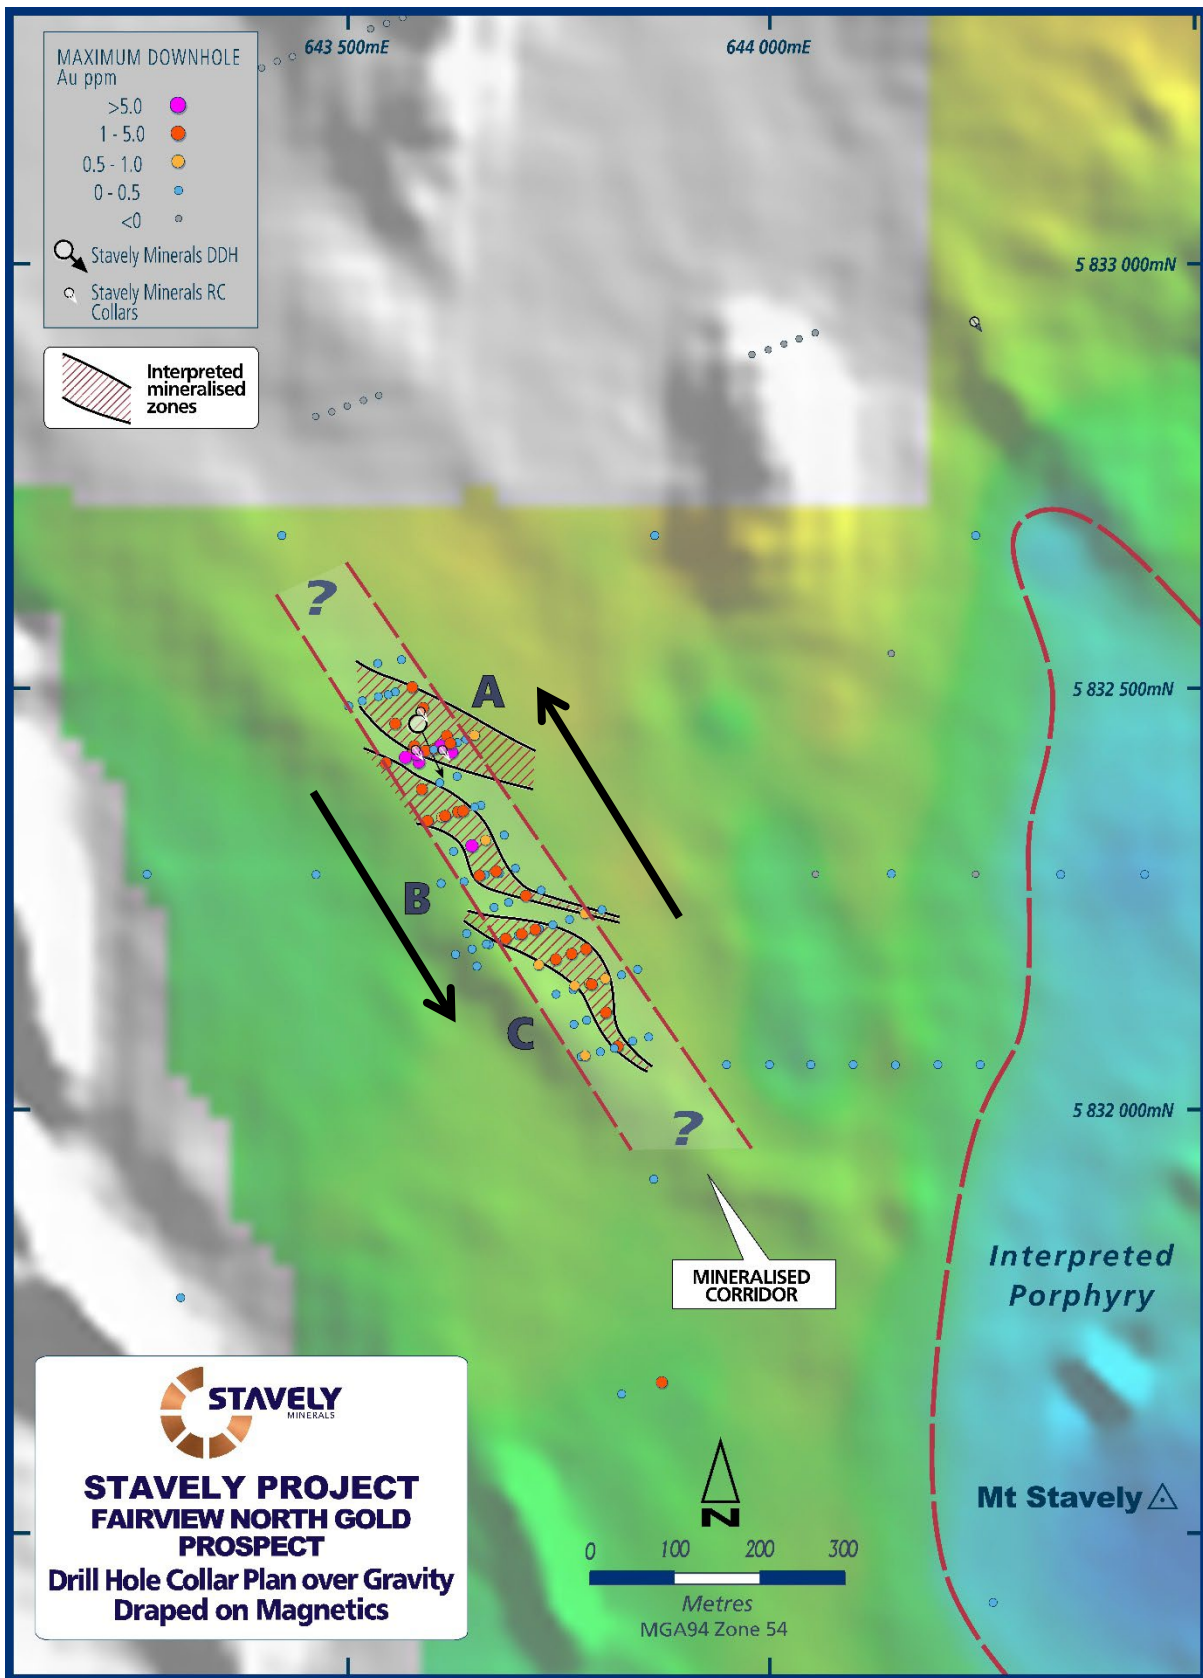 643 500mE
644 000mE
MAXIMUM DOWNHOLE
Au ppm
>5.0
1 - 5.0
0.5 - 1.0
0 - 0.5
<0
Stavely Minerals DDH
Stavely Minerals RC
Collars
Interpreted
mineralised
zones
5 833 000mN
?
A
5 832 500mN
B
C
5 832 000mN
?
MINERALISED
CORRIDOR
Interpreted
Porphyry
Mt Stavely
STAVELY
MINERALS
STAVELY PROJECT
FAIRVIEW NORTH GOLD
PROSPECT
Drill Hole Collar Plan over Gravity
Draped on Magnetics
N
0 100 200 300
Metres
MGA94 Zone 54